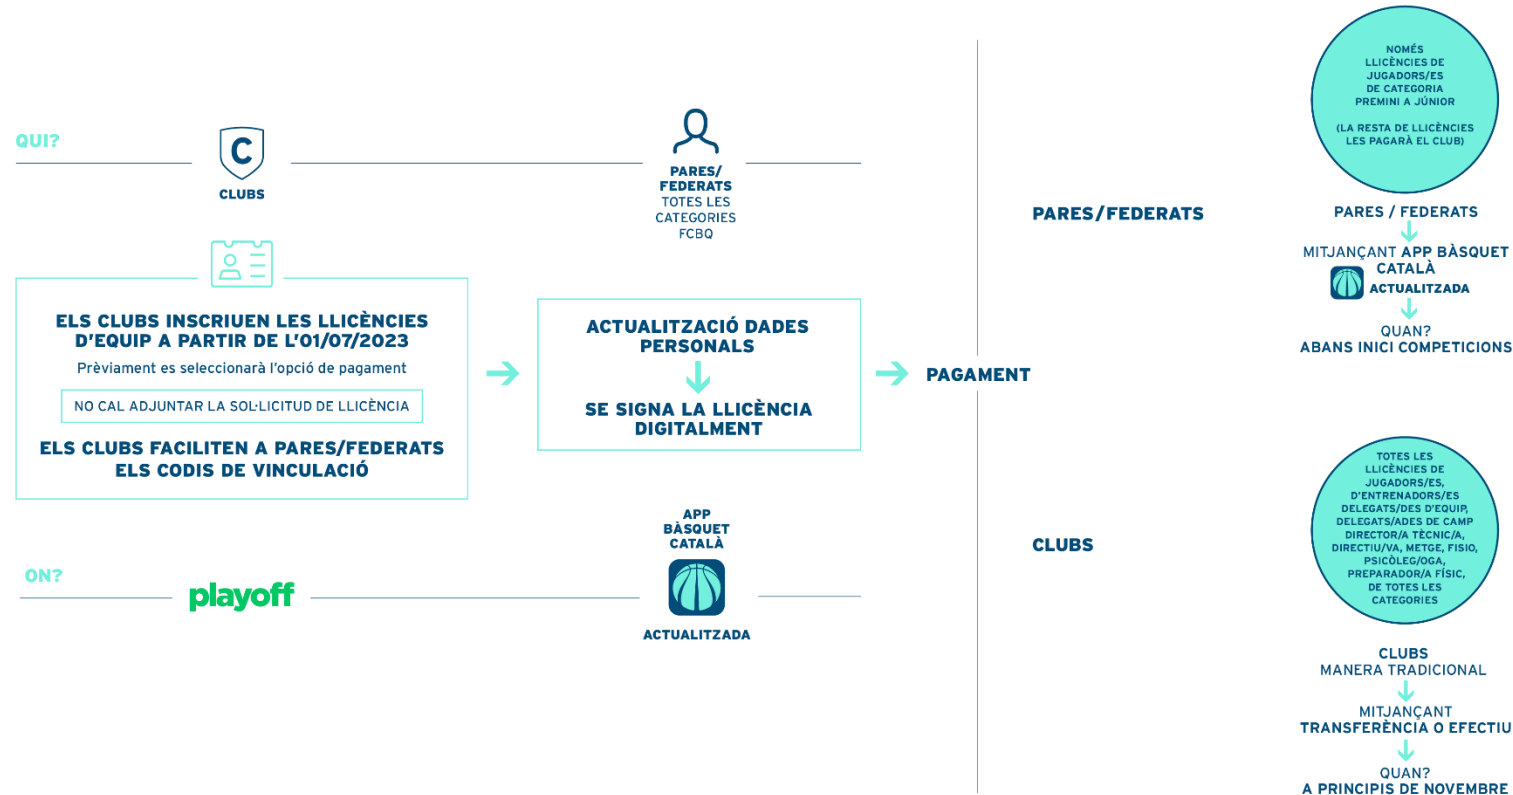 QUI?
C
CLUBS
PARES/
FEDERATS
TOTES LES
CATEGORIES
FCBQ
ELS CLUBS INSCRIUEN LES LLICÈNCIES
D'EQUIP A PARTIR DE L'01/07/2023
Prèviament es seleccionarà l'opció de pagament
NO CAL ADJUNTAR LA SOL·LICITUD DE LLICÈNCIA
ELS CLUBS FACILITEN A PARES/FEDERATS
ELS CODIS DE VINCULACIÓ
ACTUALITZACIÓ DADES
PERSONALS
SE SIGNA LA LLICÈNCIA
DIGITALMENT
PAGAMENT
ON?
playoff
APP
BÀSQUET
CATALÀ
ACTUALITZADA
PARES/FEDERATS
NOMÉS
LLICÈNCIES DE
JUGADORS/ES
DE CATEGORIA
PREMINI A JÚNIOR
(LA RESTA DE LLICÈNCIES
LES PAGARÀ EL CLUB)
PARES / FEDERATS
MITJANÇANT APP BÀSQUET
CATALÀ
ACTUALITZADA
QUAN?
ABANS INICI COMPETICIONS
CLUBS
TOTES LES
LLICÈNCIES DE
JUGADORS/ES,
D'ENTRENADORS/ES
DELEGATS/DES D'EQUIP,
DELEGATS/ADES DE CAMP
DIRECTOR/A TÈCNIC/A,
DIRECTIU/VA, METGE, FISIO,
PSICÒLEG/OGA,
PREPARADOR/A FÍSIC,
DE TOTES LES
CATEGORIES
CLUBS
MANERA TRADICIONAL
MITJANÇANT
TRANSFERÈNCIA O EFECTIU
QUAN?
A PRINCIPIS DE NOVEMBRE